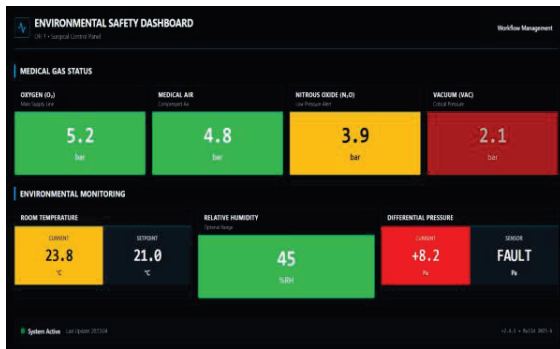 ENVIRONMENTAL SAFETY DASHBOARD
OR 1 • Surgical Control Panel
Workflow Management
MEDICAL GAS STATUS
OXYGEN (O₂)
Main Supply Line
5.2
bar
MEDICAL AIR
Compressed Air
4.8
bar
NITROUS OXIDE (N₂O)
Low Pressure Alert
3.9
bar
VACUUM (VAC)
Critical Pressure
2.1
bar
ENVIRONMENTAL MONITORING
ROOM TEMPERATURE
CURRENT
23.8
°C
SETPOINT
21.0
°C
RELATIVE HUMIDITY
Optimal Range
45
%RH
DIFFERENTIAL PRESSURE
CURRENT
+8.2
Pa
SENSOR
FAULT
Pa
System Active Last Update: